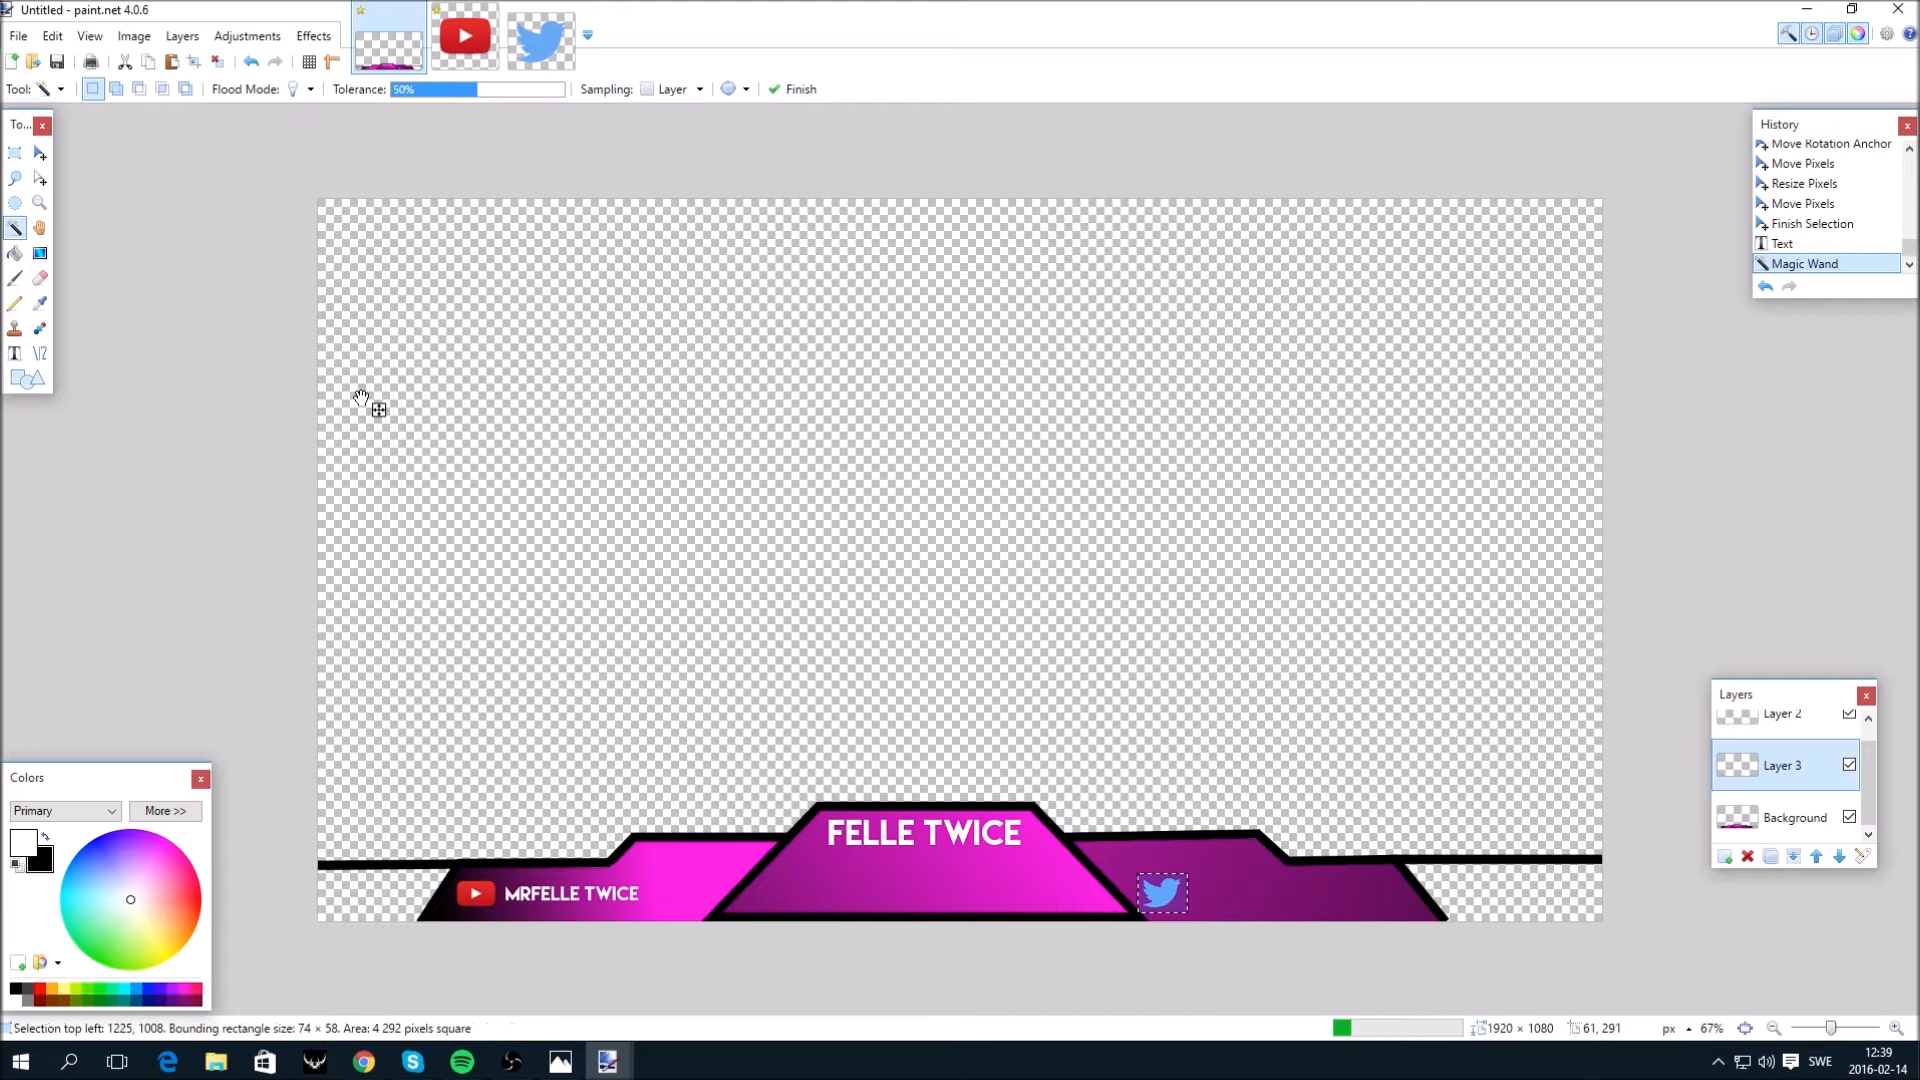 Untitled - paint.net 4.0.6
File Edit View Image Layers Adjustments Effects
Tool: Flood Mode: Tolerance: 50% Sampling: Layer Finish
To...
History
Move Rotation Anchor
Move Pixels
Resize Pixels
Move Pixels
Finish Selection
Text
Magic Wand
Layers
Layer 2
Layer 3
Background
Colors
Primary
More >>
FELLE TWICE
MRFELLE TWICE
Selection top left: 1225, 1008. Bounding rectangle size: 74 × 58. Area: 4 292 pixels square
1920 × 1080
61, 291
px
67%
SWE
12:39
2016-02-14